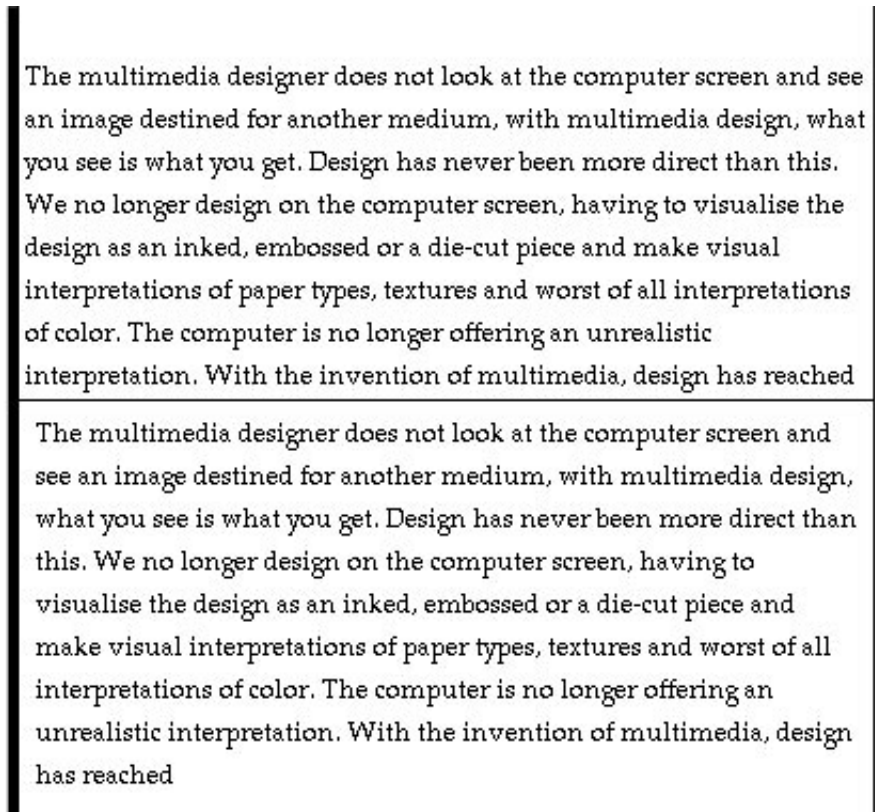 The multimedia designer does not look at the computer screen and see
an image destined for another medium, with multimedia design, what
you see is what you get. Design has never been more direct than this.
We no longer design on the computer screen, having to visualise the
design as an inked, embossed or a die-cut piece and make visual
interpretations of paper types, textures and worst of all interpretations
of color. The computer is no longer offering an unrealistic
interpretation. With the invention of multimedia, design has reached
The multimedia designer does not look at the computer screen and
see an image destined for another medium, with multimedia design,
what you see is what you get. Design has never been more direct than
this. We no longer design on the computer screen, having to
visualise the design as an inked, embossed or a die-cut piece and
make visual interpretations of paper types, textures and worst of all
interpretations of color. The computer is no longer offering an
unrealistic interpretation. With the invention of multimedia, design
has reached